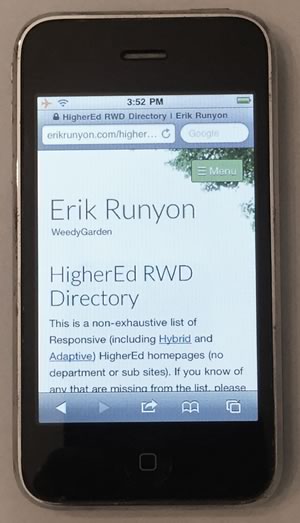 3:52 PM
HigherEd RWD Directory | Erik Runyon
erikrunyon.com/higher...
Google
☰ Menu
Erik Runyon
WeedyGarden
HigherEd RWD
Directory
This is a non-exhaustive list of
Responsive (including Hybrid and
Adaptive) HigherEd homepages (no
department or sub sites). If you know of
any that are missing from the list, please